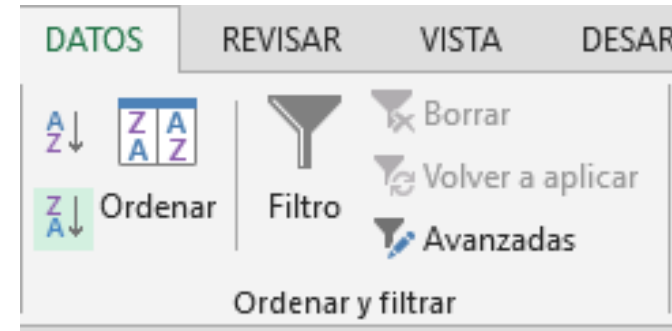 DATOS REVISAR VISTA DESAR
A Z
Z A
Z A
A Z
Ordenar
Filtro
Borrar
Volver a aplicar
Avanzadas
Ordenar y filtrar